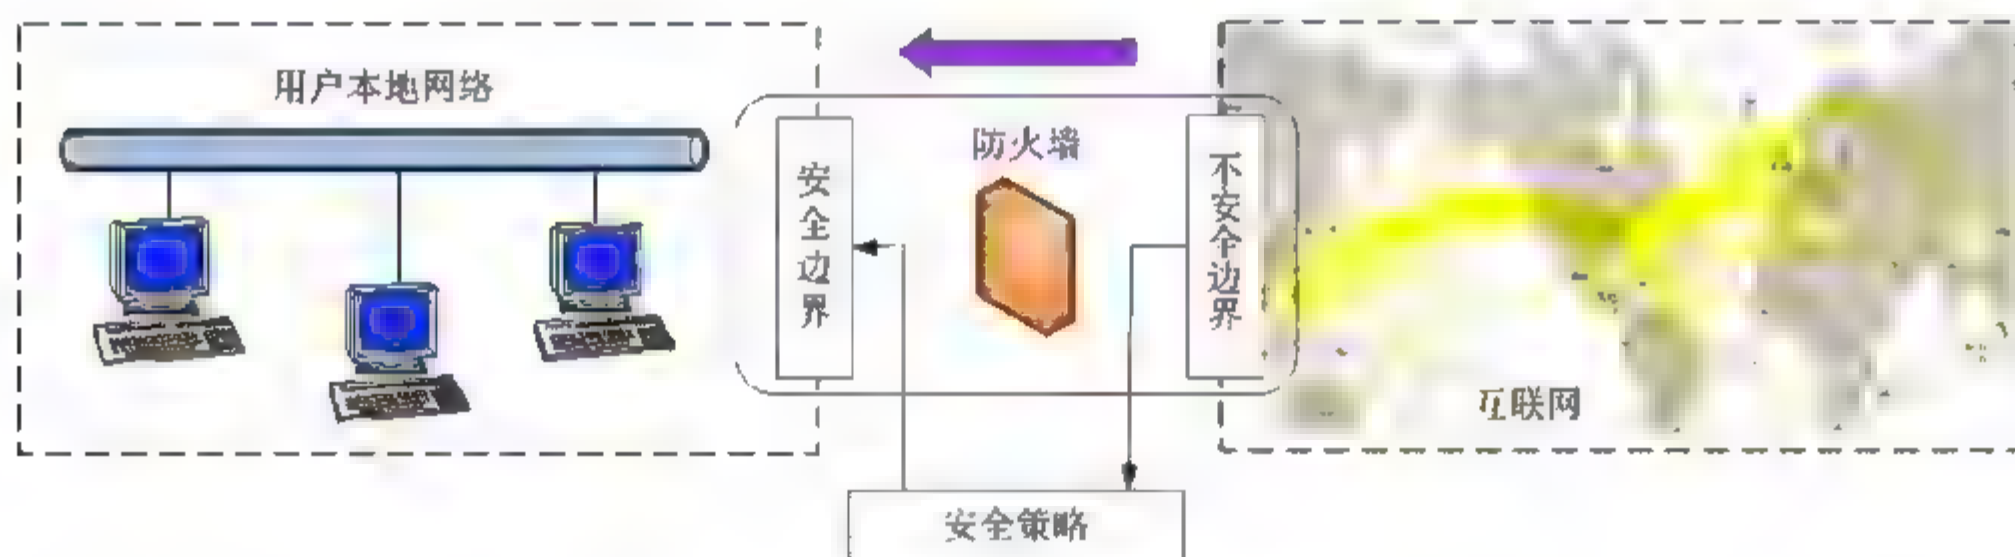 用户本地网络
防火墙
安全边界
不安全边界
互联网
安全策略